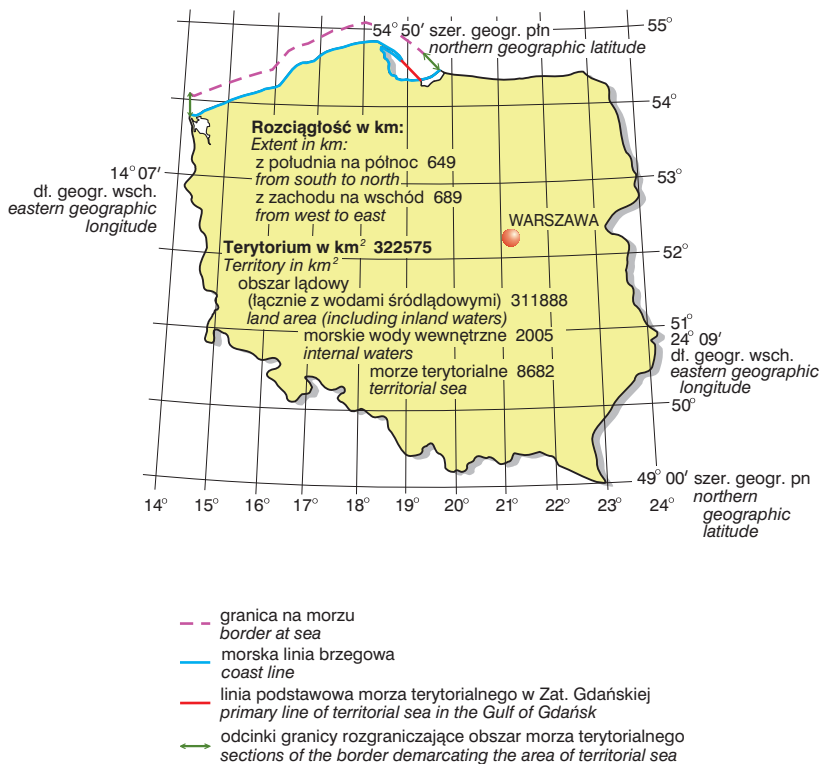 54° 50′ szer. geogr. płn
northern geographic latitude
55°
54°
53°
52°
51°
50°
Rozciągłość w km:
Extent in km:
z południa na północ 649
from south to north
z zachodu na wschód 689
from west to east
14° 07′
dł. geogr. wsch.
eastern geographic
longitude
WARSZAWA
Terytorium w km² 322575
Territory in km²
obszar lądowy
(łącznie z wodami śródlądowymi) 311888
land area (including inland waters)
morskie wody wewnętrzne 2005
internal waters
morze terytorialne 8682
territorial sea
24° 09′
dł. geogr. wsch.
eastern geographic
longitude
49° 00′ szer. geogr. pn
northern
geographic
latitude
14° 15° 16° 17° 18° 19° 20° 21° 22° 23° 24°
granica na morzu
border at sea
morska linia brzegowa
coast line
linia podstawowa morza terytorialnego w Zat. Gdańskiej
primary line of territorial sea in the Gulf of Gdańsk
odcinki granicy rozgraniczające obszar morza terytorialnego
sections of the border demarcating the area of territorial sea